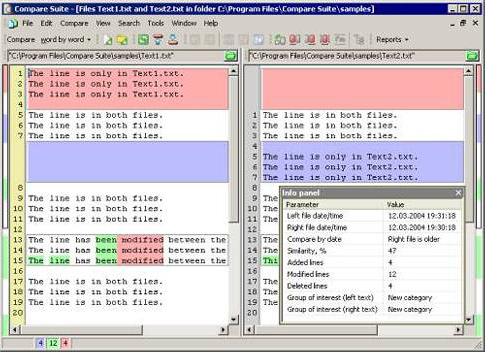 Compare Suite - [Files Text1.txt and Text2.txt in folder C:\Program Files\Compare Suite\samples]
File Edit Compare View Search Tools Window Help
Compare word by word Reports
"C:\Program Files\Compare Suite\samples\Text1.txt"
"C:\Program Files\Compare Suite\samples\Text2.txt"
1 The line is only in Text1.txt.
2 The line is only in Text1.txt.
3 The line is only in Text1.txt.
4
5 The line is in both files.
6 The line is in both files.
7 The line is in both files.
8
9 The line is in both files.
10 The line is in both files.
11 The line is in both files.
12
13 The line has been modified between the
14 The line has been modified between the
15 The line has been modified between the
16
17 The line is in both files.
18 The line is in both files.
19 The line is in both files.
20
1 The line is in both files.
2 The line is in both files.
3 The line is in both files.
4
5 The line is only in Text2.txt.
6 The line is only in Text2.txt.
7 The line is only in Text2.txt.
8
9 The
10 The
11 The
12
13 The
14 The
15 Thi
16
17 The
18 The
19 The
20
Info panel
Parameter Value
Left file date/time 12.03.2004 19:31:18
Right file date/time 12.03.2004 19:30:18
Compare by date Right file is older
Similarity, % 47
Added lines 4
Modified lines 12
Deleted lines 4
Group of interest (left text) New category
Group of interest (right text) New category
4 12 4